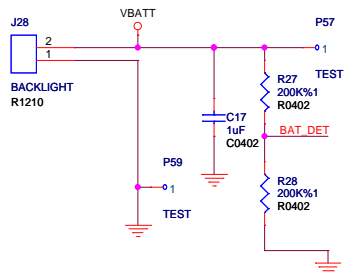 J28
VBATT
P57
2
1
1
BACKLIGHT
R1210
R27
200K%1
R0402
TEST
C17
1uF
C0402
BAT_DET
P59
1
TEST
R28
200K%1
R0402